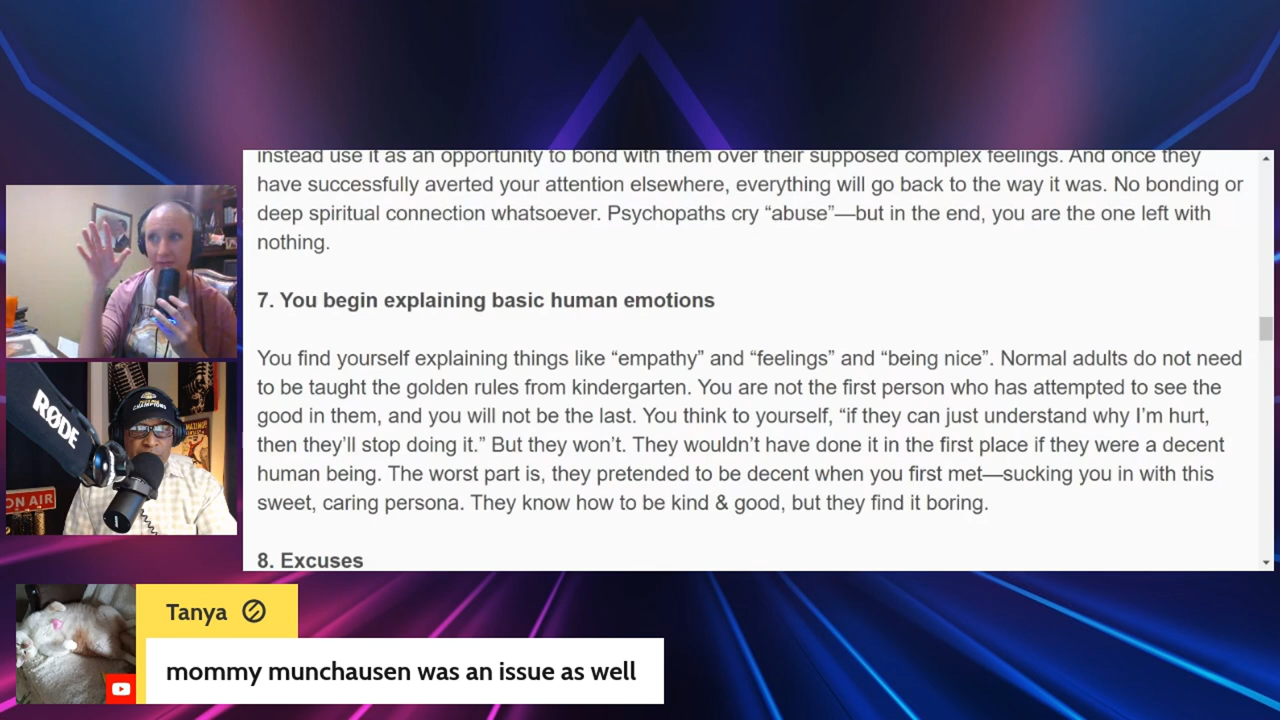 instead use it as an opportunity to bond with them over their supposed complex feelings. And once they
have successfully averted your attention elsewhere, everything will go back to the way it was. No bonding or
deep spiritual connection whatsoever. Psychopaths cry “abuse”—but in the end, you are the one left with
nothing.
7. You begin explaining basic human emotions
You find yourself explaining things like “empathy” and “feelings” and “being nice”. Normal adults do not need
to be taught the golden rules from kindergarten. You are not the first person who has attempted to see the
good in them, and you will not be the last. You think to yourself, “if they can just understand why I’m hurt,
then they’ll stop doing it.” But they won’t. They wouldn’t have done it in the first place if they were a decent
human being. The worst part is, they pretended to be decent when you first met—sucking you in with this
sweet, caring persona. They know how to be kind & good, but they find it boring.
8. Excuses
RØDE
CHAMPIONS
ON AIR
Tanya
mommy munchausen was an issue as well